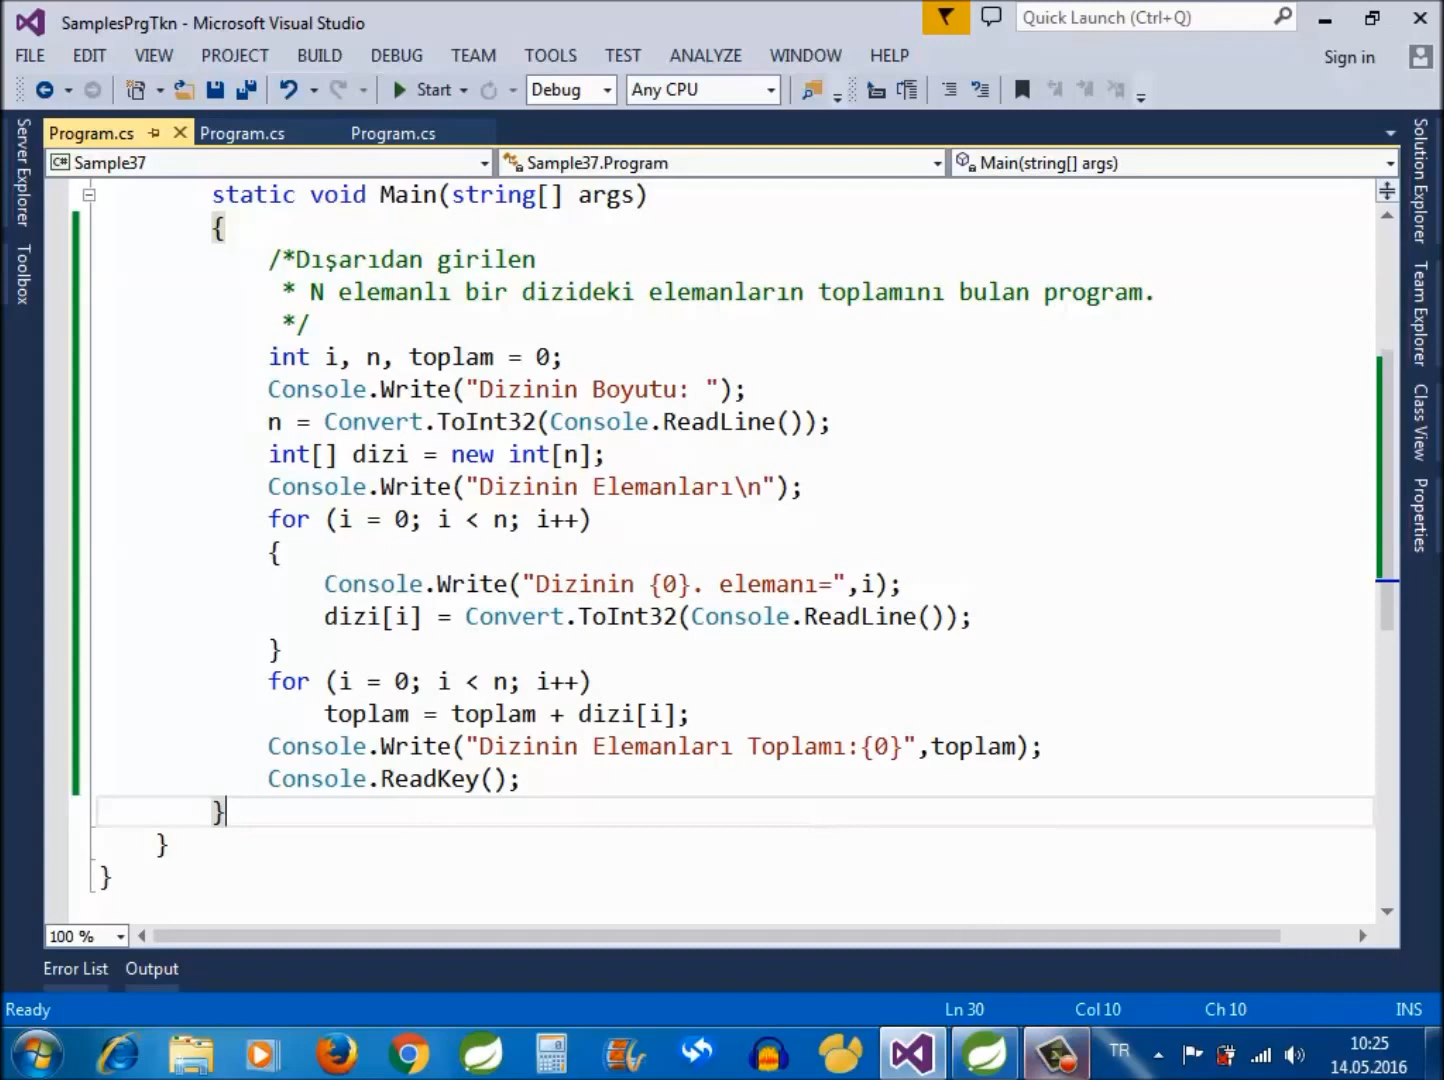 SamplesPrgTkn - Microsoft Visual Studio
Quick Launch (Ctrl+Q)
FILE EDIT VIEW PROJECT BUILD DEBUG TEAM TOOLS TEST ANALYZE WINDOW HELP
Sign in
Start Debug Any CPU
Program.cs Program.cs Program.cs
C# Sample37 Sample37.Program Main(string[] args)
Server Explorer
Toolbox
Solution Explorer
Team Explorer
Class View
Properties
static void Main(string[] args)
{
/*Dışarıdan girilen
* N elemanlı bir dizideki elemanların toplamını bulan program.
*/
int i, n, toplam = 0;
Console.Write("Dizinin Boyutu: ");
n = Convert.ToInt32(Console.ReadLine());
int[] dizi = new int[n];
Console.Write("Dizinin Elemanları\n");
for (i = 0; i < n; i++)
{
Console.Write("Dizinin {0}. elemanı=",i);
dizi[i] = Convert.ToInt32(Console.ReadLine());
}
for (i = 0; i < n; i++)
toplam = toplam + dizi[i];
Console.Write("Dizinin Elemanları Toplamı:{0}",toplam);
Console.ReadKey();
}
}
}
100 %
Error List Output
Ready Ln 30 Col 10 Ch 10 INS
TR
10:25
14.05.2016